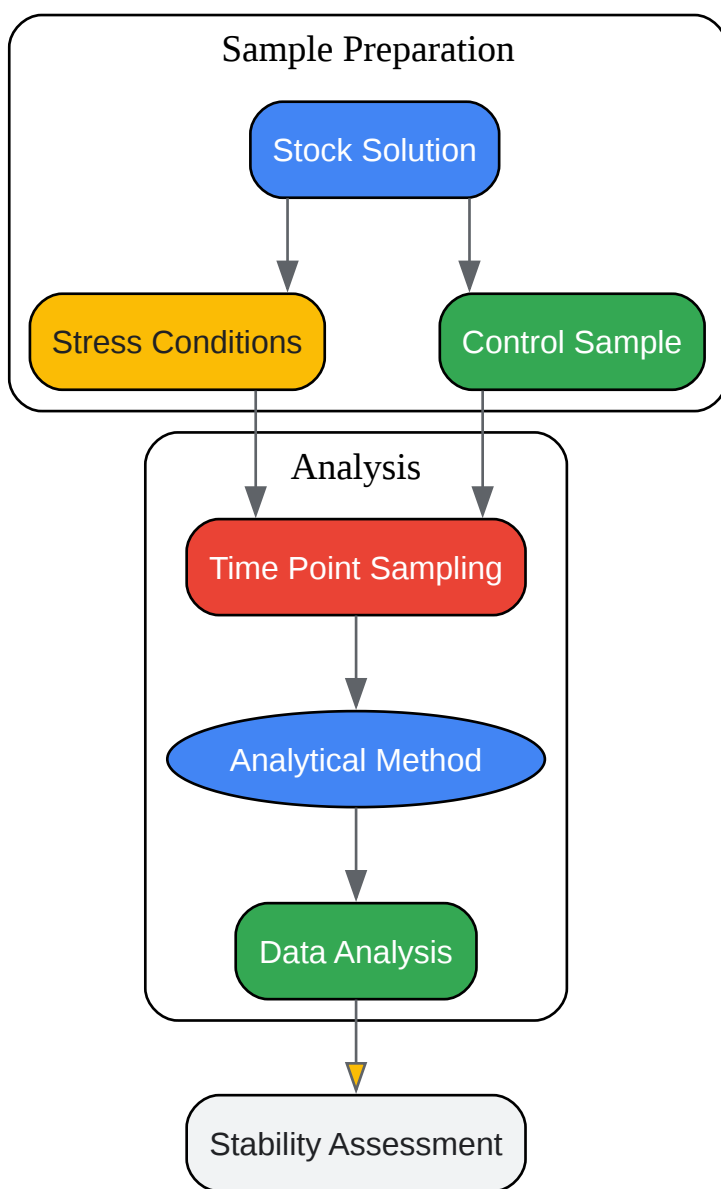 Sample Preparation
Stock Solution
Stress Conditions
Control Sample
Analysis
Time Point Sampling
Analytical Method
Data Analysis
Stability Assessment